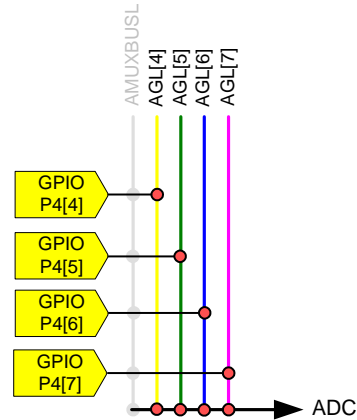 AMUXBUSL
AGL[4]
AGL[5]
AGL[6]
AGL[7]
GPIO
P4[4]
GPIO
P4[5]
GPIO
P4[6]
GPIO
P4[7]
ADC